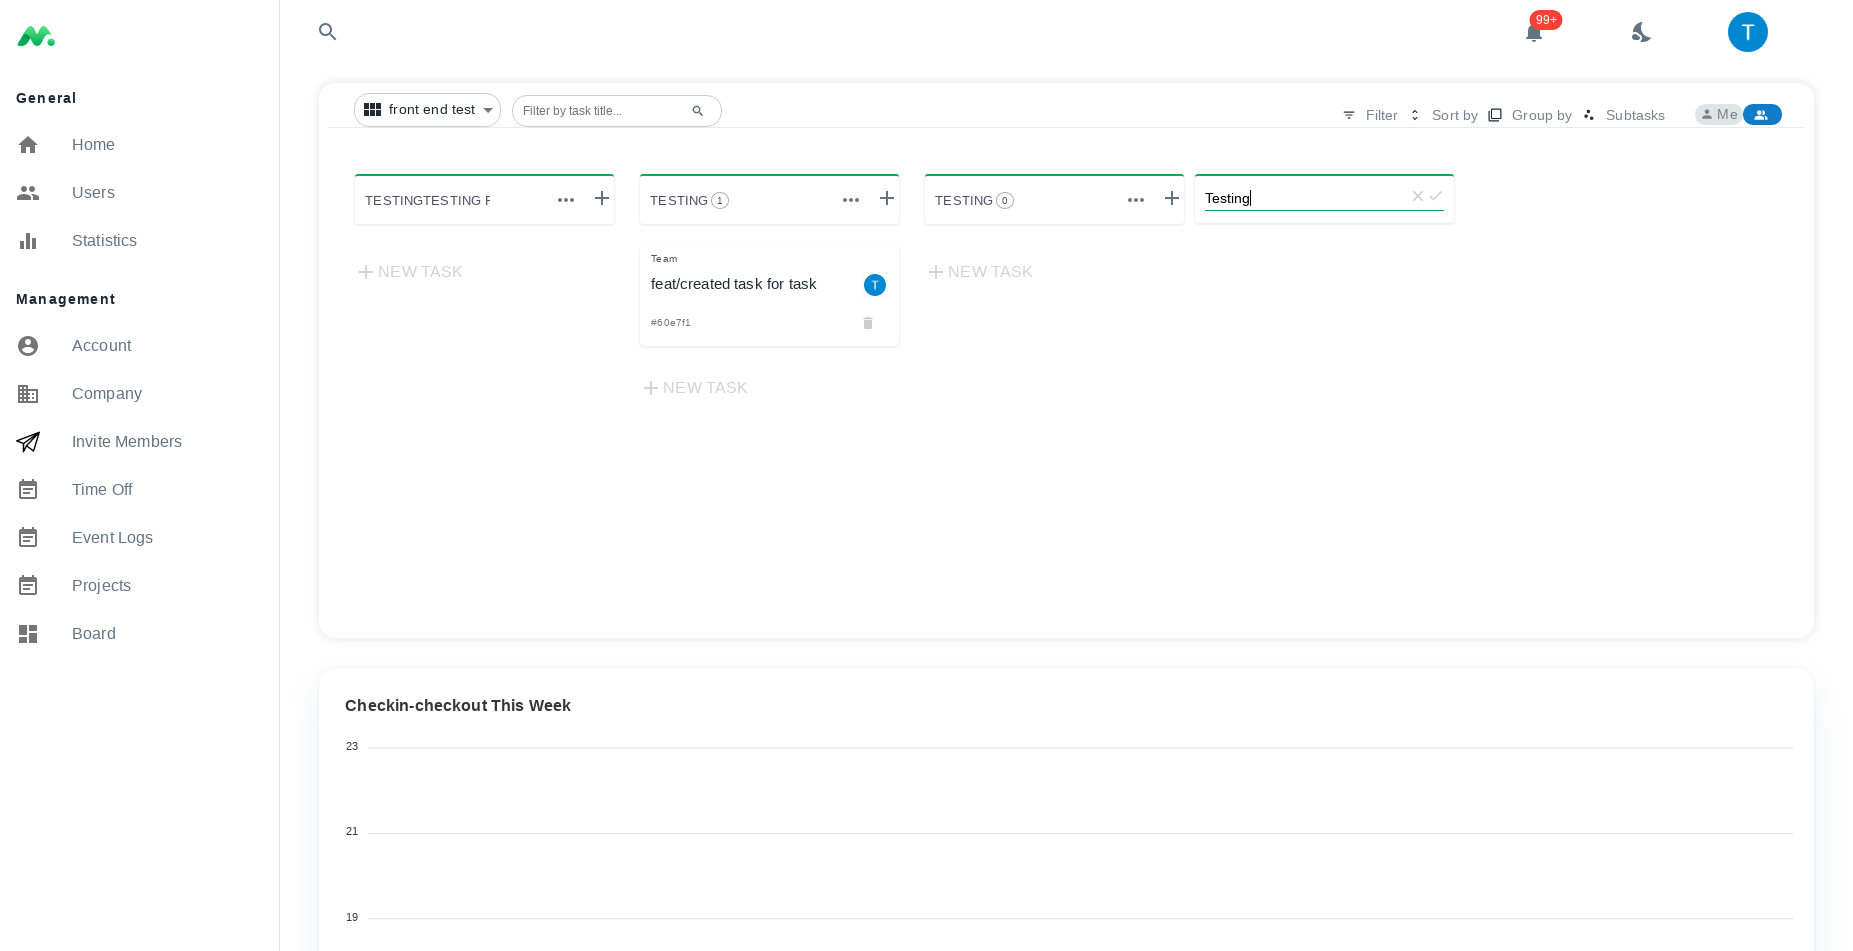 General
Home
Users
Statistics
Management
Account
Company
Invite Members
Time Off
Event Logs
Projects
Board
99+
T
front end test
Filter by task title...
Filter
Sort by
Group by
Subtasks
Me
TESTINGTESTING F
TESTING 1
TESTING 0
Testing
NEW TASK
Team
feat/created task for task
T
#60e7f1
NEW TASK
NEW TASK
Checkin-checkout This Week
23
21
19